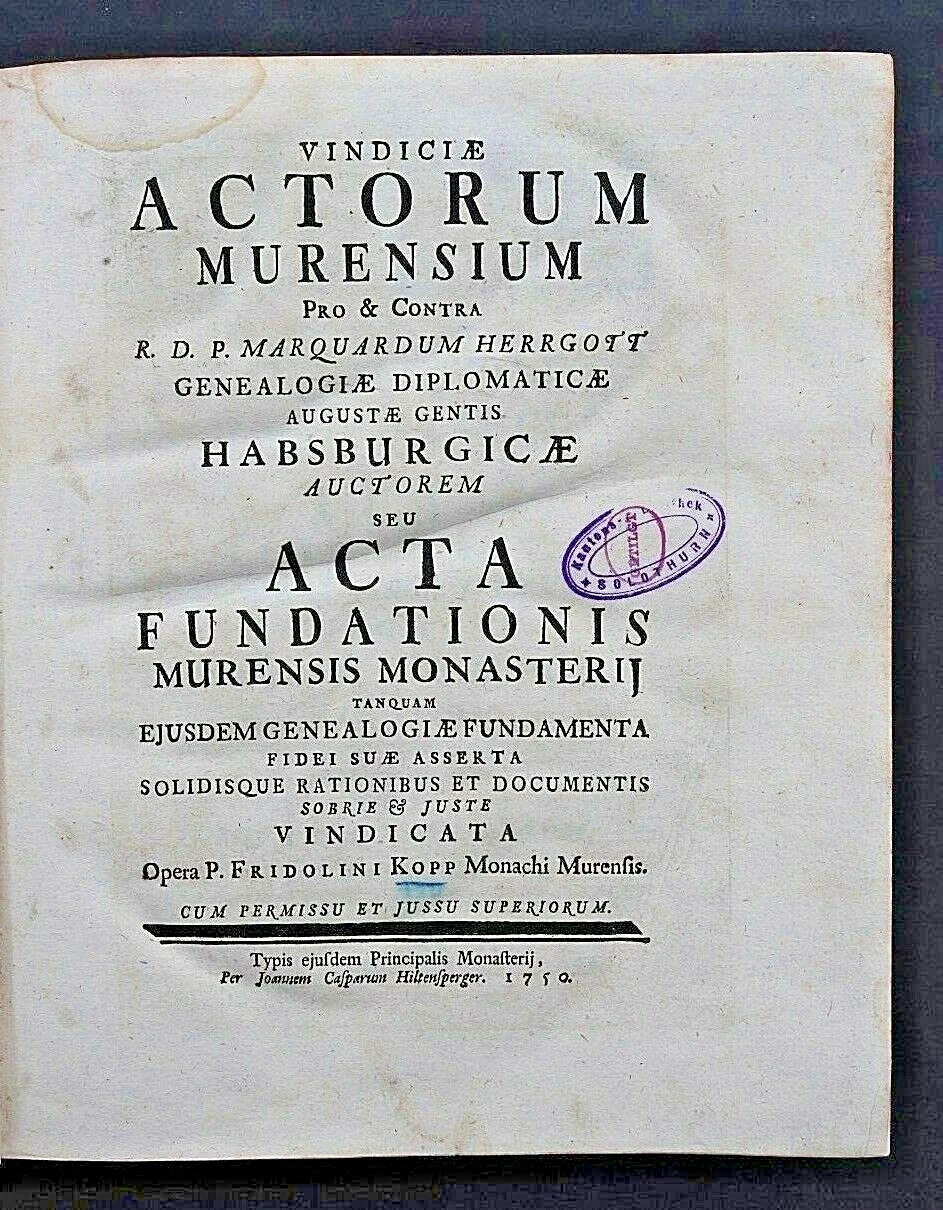 VINDICIÆ
ACTORUM
MURENSIUM
PRO & CONTRA
R. D. P. MARQUARDUM HERRGOTT
GENEALOGIÆ DIPLOMATICÆ
AUGUSTÆ GENTIS
HABSBURGICÆ
AUCTOREM
SEU
ACTA
FUNDATIONIS
MURENSIS MONASTERIJ
TANQUAM
EJUSDEM GENEALOGIÆ FUNDAMENTA
FIDEI SUÆ ASSERTA
SOLIDISQUE RATIONIBUS ET DOCUMENTIS
SOBRIE & JUSTE
VINDICATA
Opera P. FRIDOLINI KOPP Monachi Murenſis.
CUM PERMISSU ET JUSSU SUPERIORUM.
Typis ejuſdem Principalis Monaſterij,
Per Joannem Caſparum Hiltenſperger. 1750.
SOLOTHURN